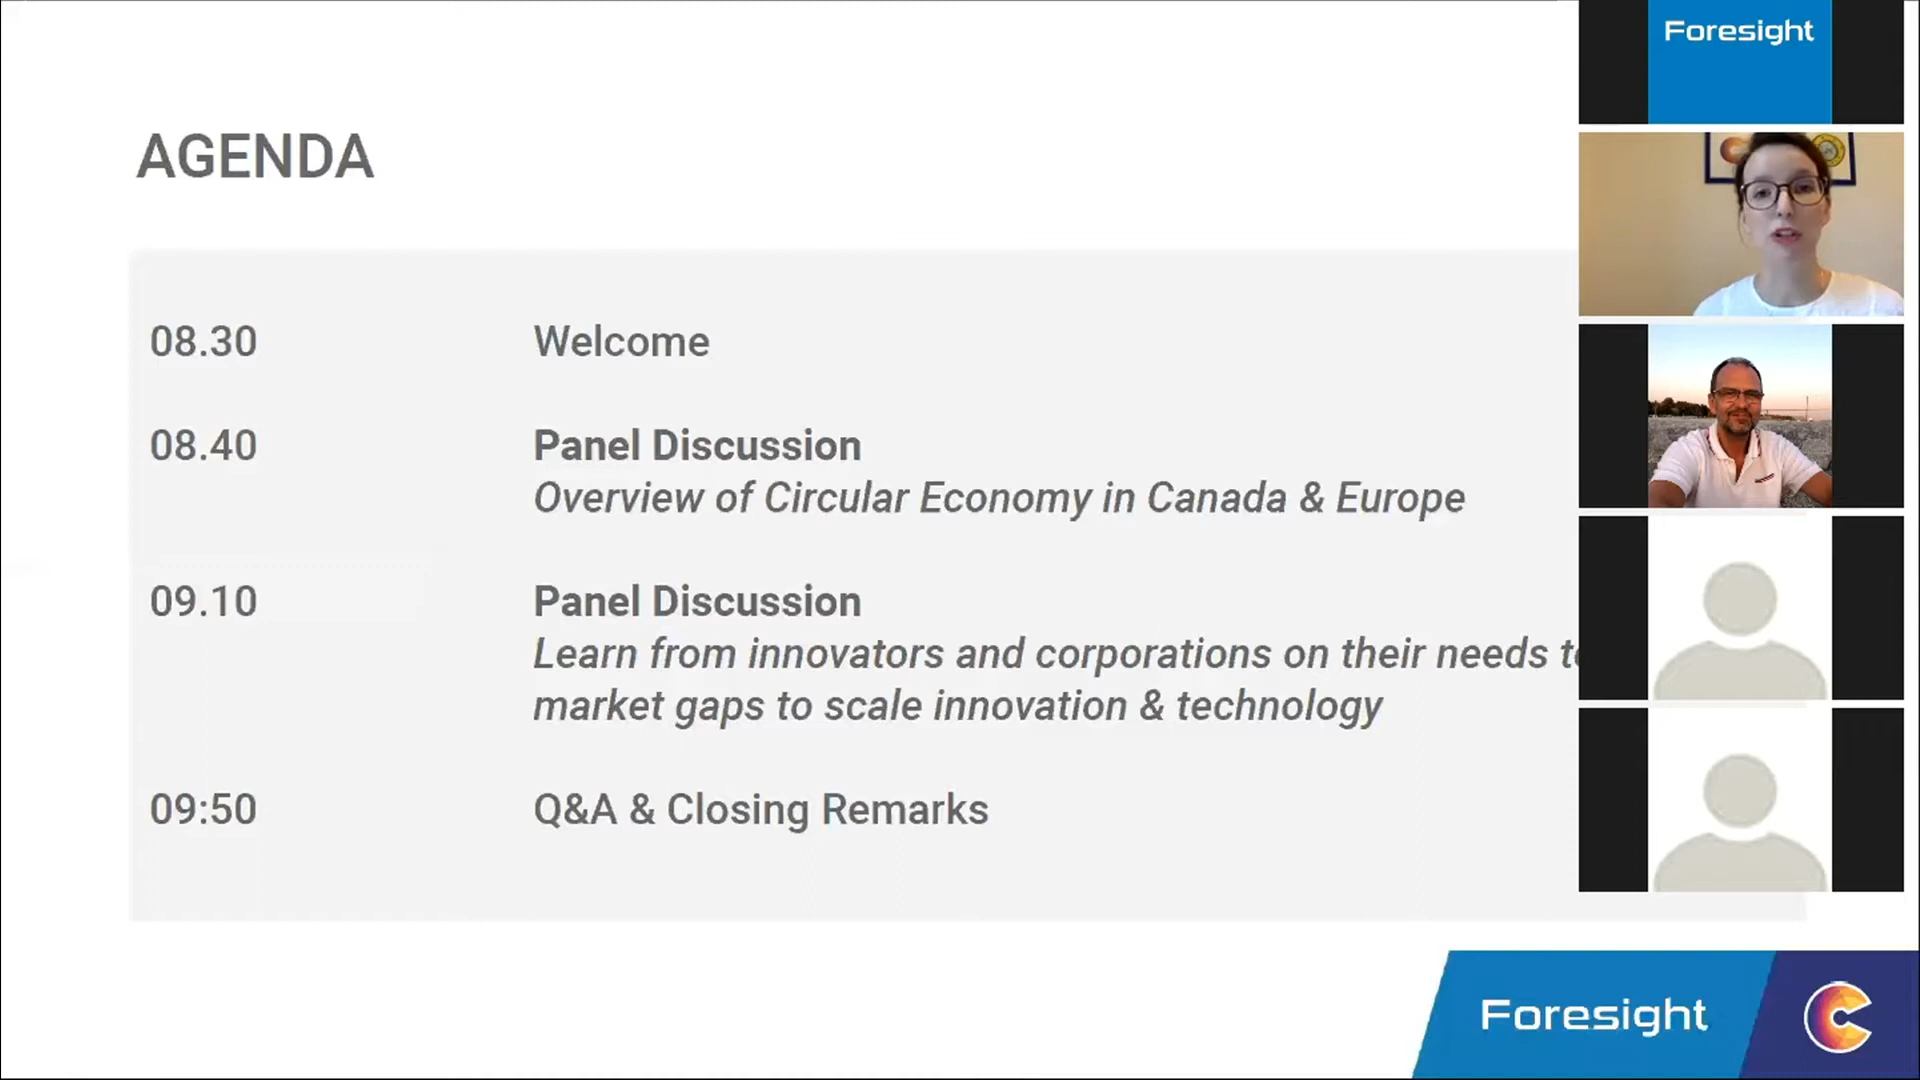 Foresight
AGENDA
08.30 Welcome
08.40 Panel Discussion
Overview of Circular Economy in Canada & Europe
09.10 Panel Discussion
Learn from innovators and corporations on their needs
market gaps to scale innovation & technology
09:50 Q&A & Closing Remarks
Foresight